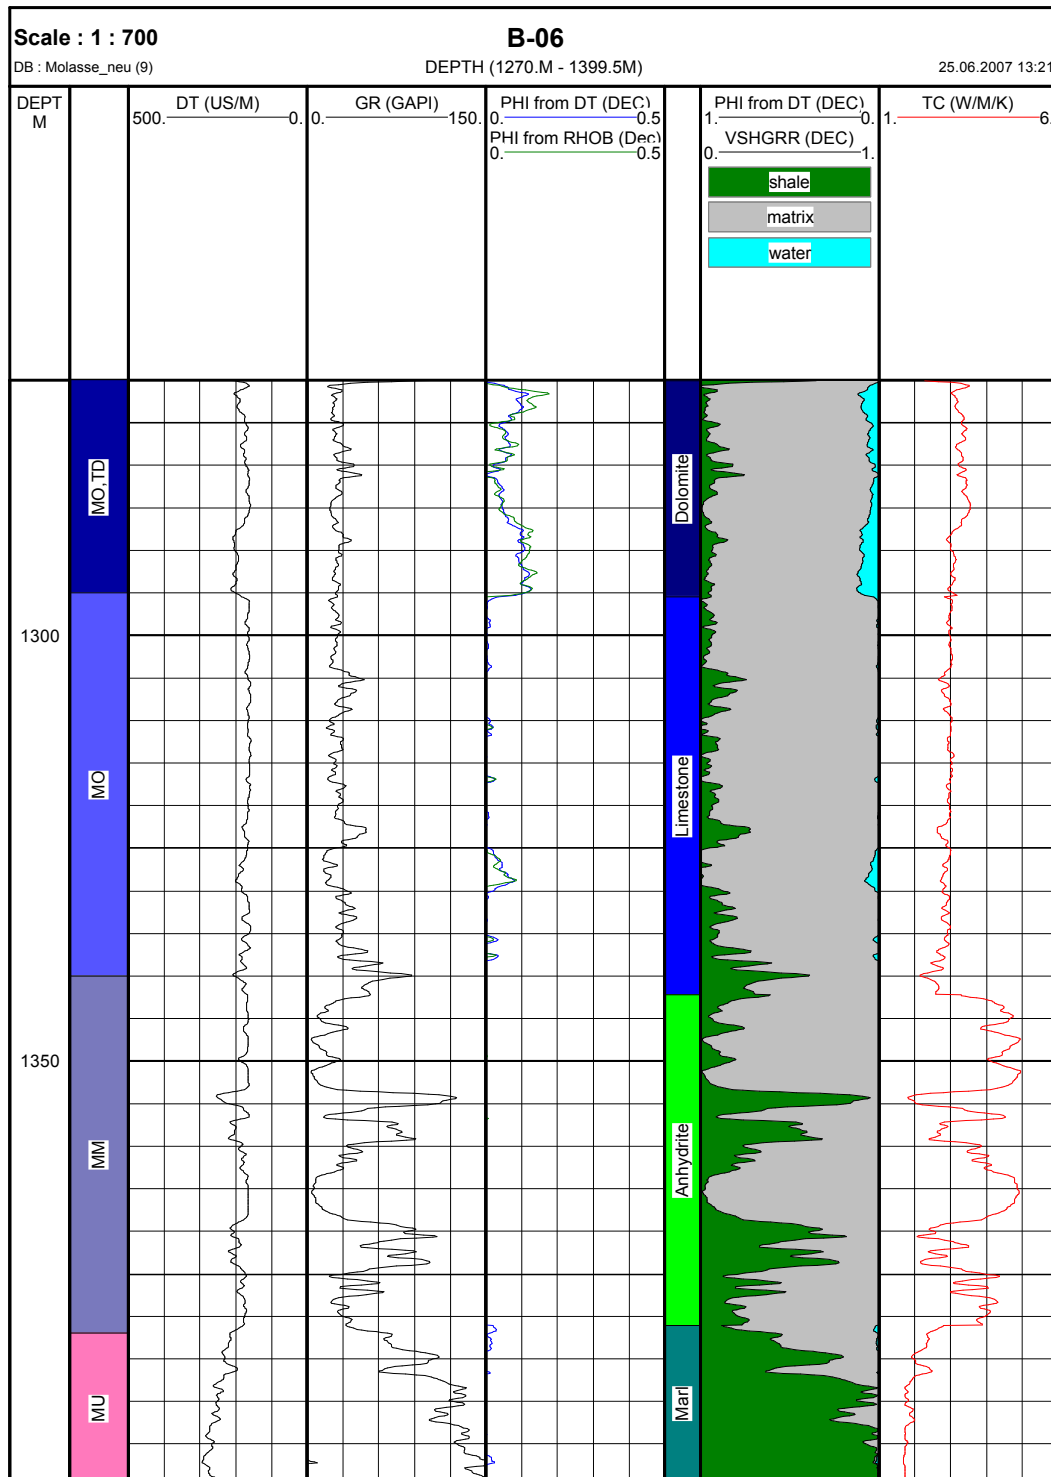 Scale : 1 : 700
B-06
DB : Molasse_neu (9)
DEPTH (1270.M - 1399.5M)
25.06.2007 13:21
DEPT
M
DT (US/M)
500. 0.
GR (GAPI)
0. 150.
PHI from DT (DEC)
0. 0.5
PHI from RHOB (Dec)
0. 0.5
PHI from DT (DEC)
1. 0.
VSHGRR (DEC)
0. 1.
shale
matrix
water
TC (W/M/K)
1. 6.
MO,TD
Dolomite
1300
MO
Limestone
1350
MM
Anhydrite
MU
Marl